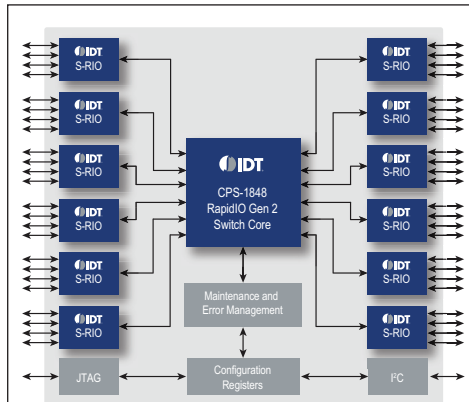 IDT
S-RIO
IDT
S-RIO
IDT
S-RIO
IDT
S-RIO
IDT
S-RIO
IDT
S-RIO
IDT
CPS-1848
RapidIO Gen 2
Switch Core
IDT
S-RIO
IDT
S-RIO
IDT
S-RIO
IDT
S-RIO
IDT
S-RIO
IDT
S-RIO
Maintenance and
Error Management
JTAG
Configuration
Registers
I²C